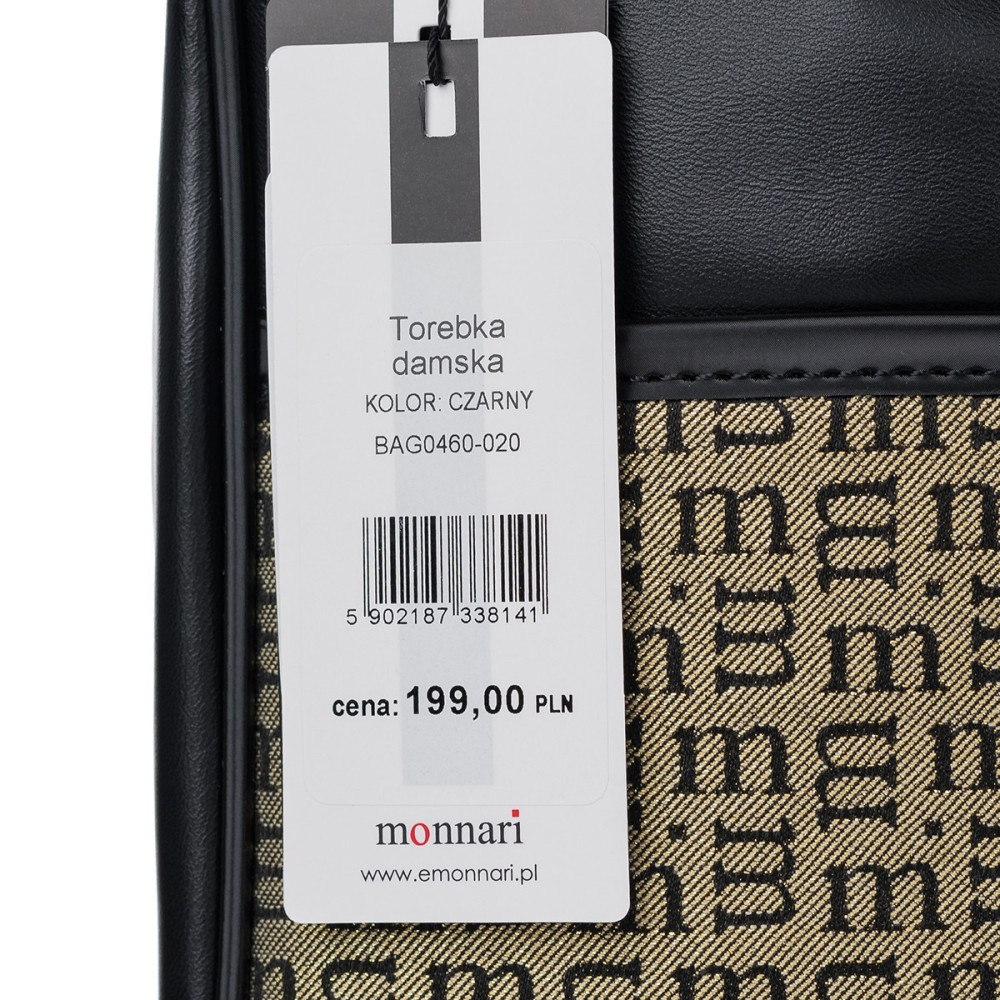 Torebka
damska
KOLOR: CZARNY
BAG0460-020
5 902187 338141
cena: 199,00 PLN
monnari
www.emonnari.pl